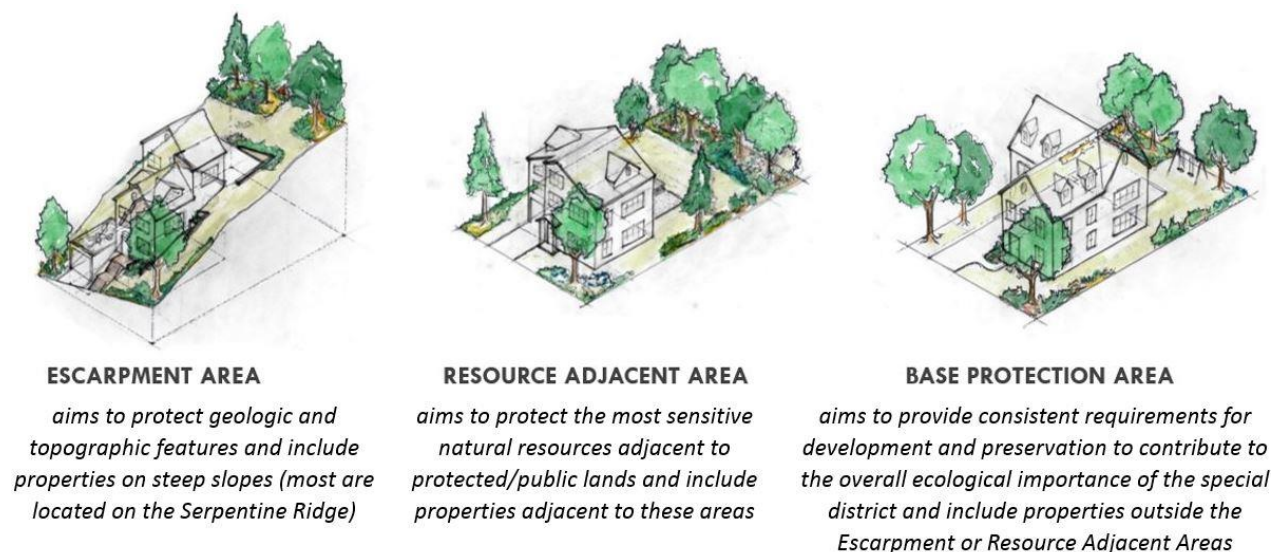 ESCARPMENT AREA
aims to protect geologic and
topographic features and include
properties on steep slopes (most are
located on the Serpentine Ridge)
RESOURCE ADJACENT AREA
aims to protect the most sensitive
natural resources adjacent to
protected/public lands and include
properties adjacent to these areas
BASE PROTECTION AREA
aims to provide consistent requirements for
development and preservation to contribute to
the overall ecological importance of the special
district and include properties outside the
Escarpment or Resource Adjacent Areas